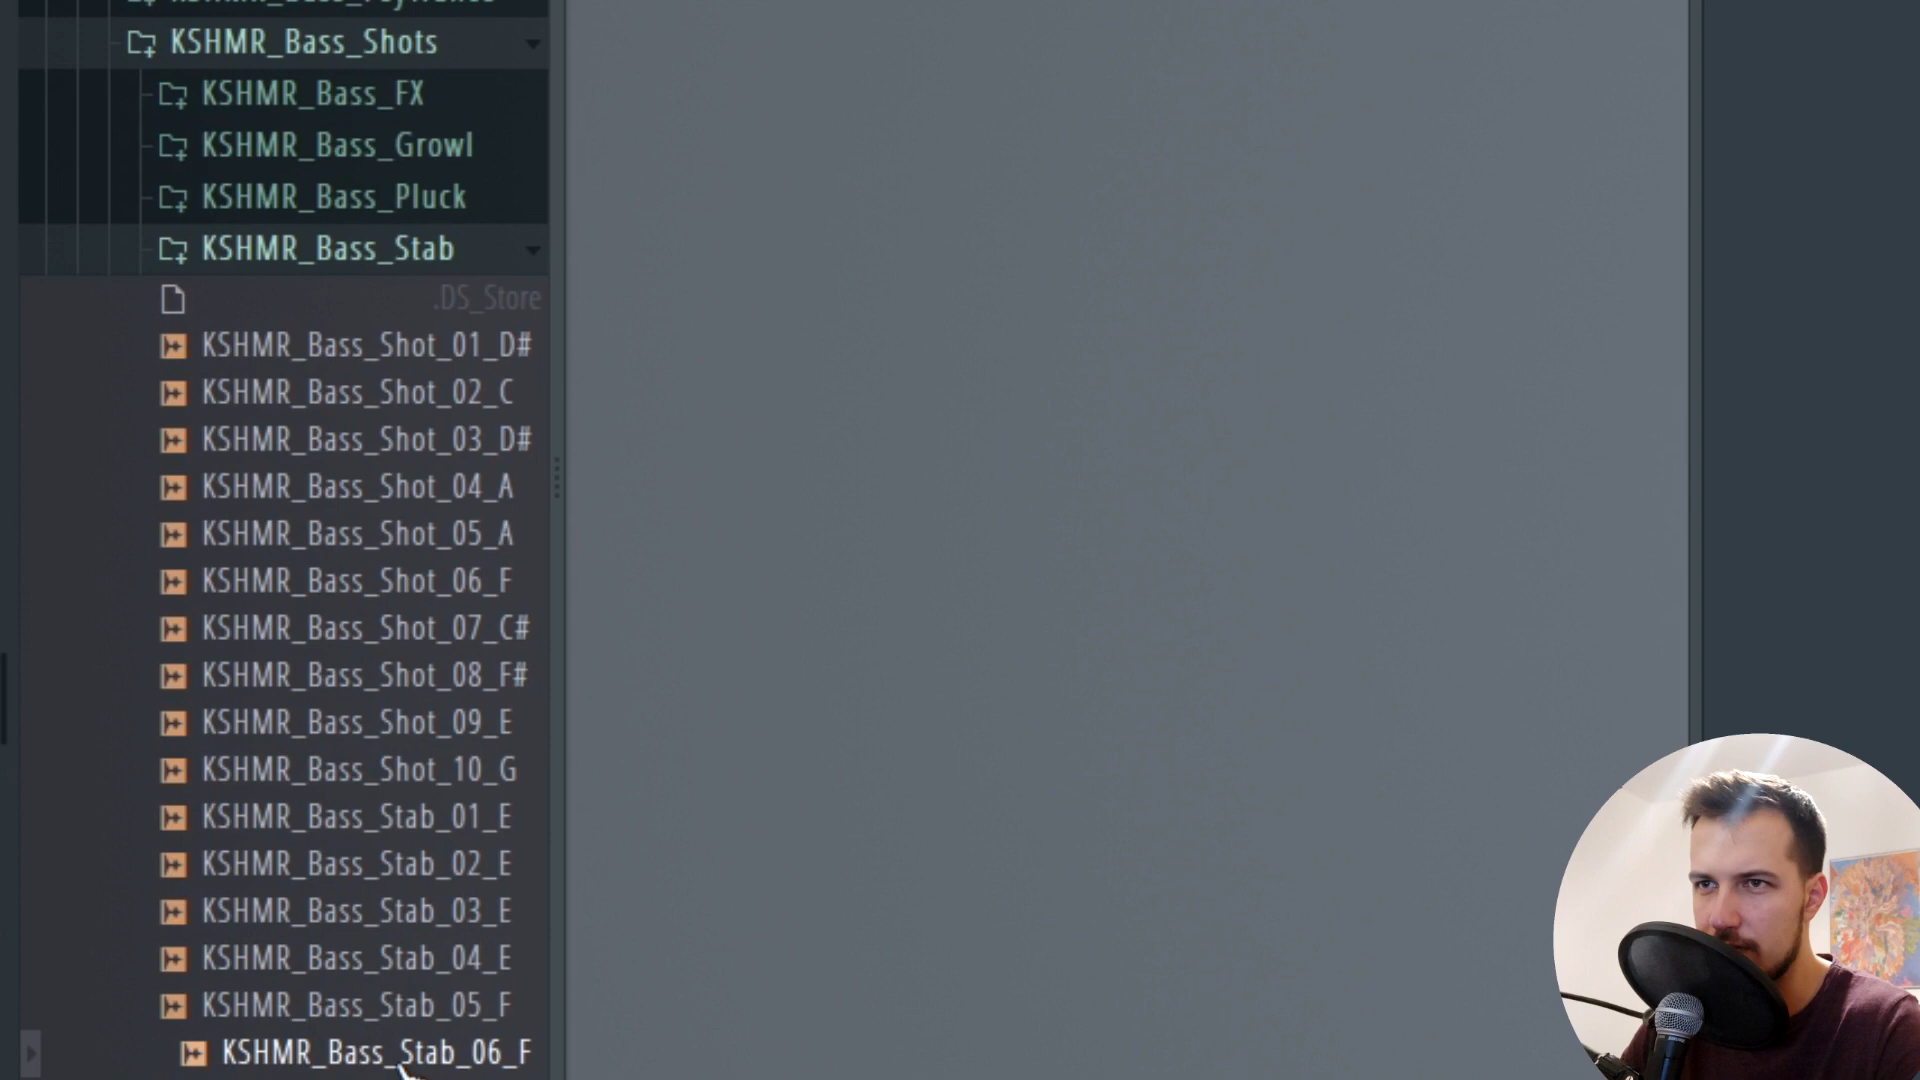 KSHMR_Bass_Shots
KSHMR_Bass_FX
KSHMR_Bass_Growl
KSHMR_Bass_Pluck
KSHMR_Bass_Stab
.DS_Store
KSHMR_Bass_Shot_01_D#
KSHMR_Bass_Shot_02_C
KSHMR_Bass_Shot_03_D#
KSHMR_Bass_Shot_04_A
KSHMR_Bass_Shot_05_A
KSHMR_Bass_Shot_06_F
KSHMR_Bass_Shot_07_C#
KSHMR_Bass_Shot_08_F#
KSHMR_Bass_Shot_09_E
KSHMR_Bass_Shot_10_G
KSHMR_Bass_Stab_01_E
KSHMR_Bass_Stab_02_E
KSHMR_Bass_Stab_03_E
KSHMR_Bass_Stab_04_E
KSHMR_Bass_Stab_05_F
KSHMR_Bass_Stab_06_F